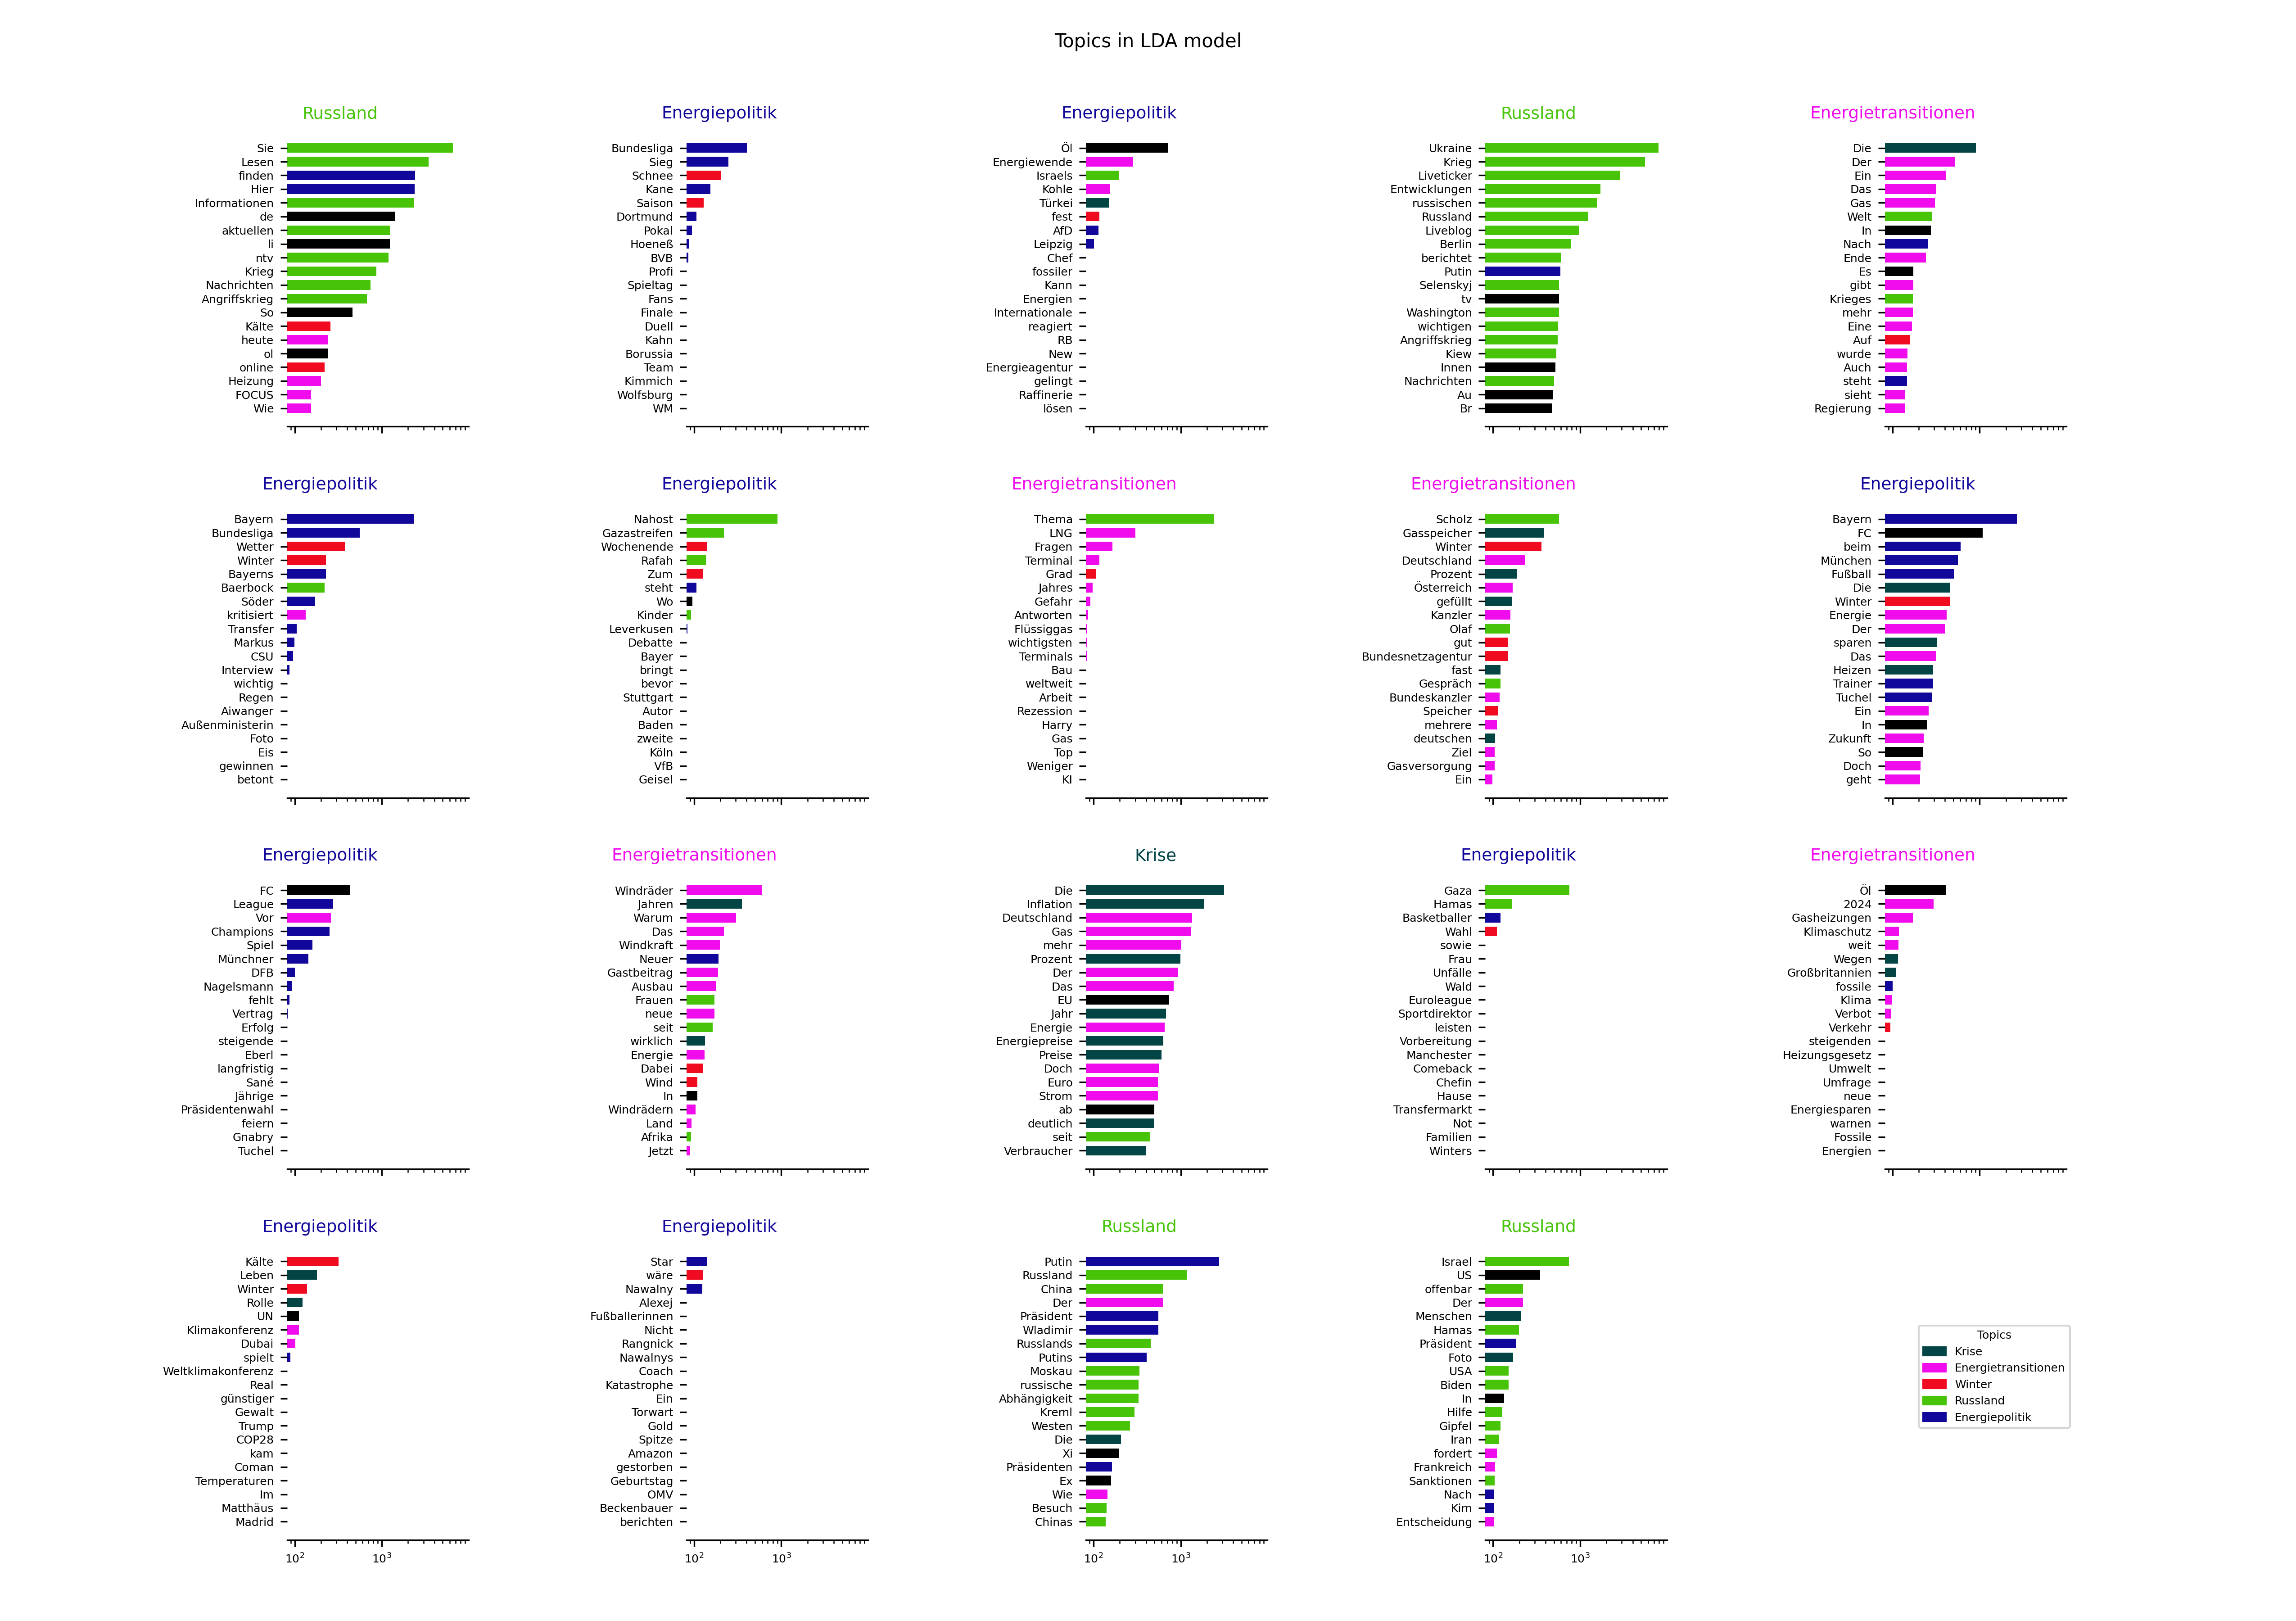 Topics in LDA model
Russland
Sie
Lesen
finden
Hier
Informationen
de
aktuellen
li
ntv
Krieg
Nachrichten
Angriffskrieg
So
Kälte
heute
ol
online
Heizung
FOCUS
Wie
Energiepolitik
Bundesliga
Sieg
Schnee
Kane
Saison
Dortmund
Pokal
Hoeneß
BVB
Profi
Spieltag
Fans
Finale
Duell
Kahn
Borussia
Team
Kimmich
Wolfsburg
WM
Energiepolitik
Öl
Energiewende
Israels
Kohle
Türkei
fest
AfD
Leipzig
Chef
fossiler
Kann
Energien
Internationale
reagiert
RB
New
Energieagentur
gelingt
Raffinerie
lösen
Russland
Ukraine
Krieg
Liveticker
Entwicklungen
russischen
Russland
Liveblog
Berlin
berichtet
Putin
Selenskyj
tv
Washington
wichtigen
Angriffskrieg
Kiew
Innen
Nachrichten
Au
Br
Energietransitionen
Die
Der
Ein
Das
Gas
Welt
In
Nach
Ende
Es
gibt
Krieges
mehr
Eine
Auf
wurde
Auch
steht
sieht
Regierung
Energiepolitik
Bayern
Bundesliga
Wetter
Winter
Bayerns
Baerbock
Söder
kritisiert
Transfer
Markus
CSU
Interview
wichtig
Regen
Aiwanger
Außenministerin
Foto
Eis
gewinnen
betont
Energiepolitik
Nahost
Gazastreifen
Wochenende
Rafah
Zum
steht
Wo
Kinder
Leverkusen
Debatte
Bayer
bringt
bevor
Stuttgart
Autor
Baden
zweite
Köln
VfB
Geisel
Energietransitionen
Thema
LNG
Fragen
Terminal
Grad
Jahres
Gefahr
Antworten
Flüssiggas
wichtigsten
Terminals
Bau
weltweit
Arbeit
Rezession
Harry
Gas
Top
Weniger
KI
Energietransitionen
Scholz
Gasspeicher
Winter
Deutschland
Prozent
Österreich
gefüllt
Kanzler
Olaf
gut
Bundesnetzagentur
fast
Gespräch
Bundeskanzler
Speicher
mehrere
deutschen
Ziel
Gasversorgung
Ein
Energiepolitik
Bayern
FC
beim
München
Fußball
Die
Winter
Energie
Der
sparen
Das
Heizen
Trainer
Tuchel
Ein
In
Zukunft
So
Doch
geht
Energiepolitik
FC
League
Vor
Champions
Spiel
Münchner
DFB
Nagelsmann
fehlt
Vertrag
Erfolg
steigende
Eberl
langfristig
Sané
Jährige
Präsidentenwahl
feiern
Gnabry
Tuchel
Energietransitionen
Windräder
Jahren
Warum
Das
Windkraft
Neuer
Gastbeitrag
Ausbau
Frauen
neue
seit
wirklich
Energie
Dabei
Wind
In
Windrädern
Land
Afrika
Jetzt
Krise
Die
Inflation
Deutschland
Gas
mehr
Prozent
Der
Das
EU
Jahr
Energie
Energiepreise
Preise
Doch
Euro
Strom
ab
deutlich
seit
Verbraucher
Energiepolitik
Gaza
Hamas
Basketballer
Wahl
sowie
Frau
Unfälle
Wald
Euroleague
Sportdirektor
leisten
Vorbereitung
Manchester
Comeback
Chefin
Hause
Transfermarkt
Not
Familien
Winters
Energietransitionen
Öl
2024
Gasheizungen
Klimaschutz
weit
Wegen
Großbritannien
fossile
Klima
Verbot
Verkehr
steigenden
Heizungsgesetz
Umwelt
Umfrage
neue
Energiesparen
warnen
Fossile
Energien
Energiepolitik
Kälte
Leben
Winter
Rolle
UN
Klimakonferenz
Dubai
spielt
Weltklimakonferenz
Real
günstiger
Gewalt
Trump
COP28
kam
Coman
Temperaturen
Im
Matthäus
Madrid
10² 10³
Energiepolitik
Star
wäre
Nawalny
Alexej
Fußballerinnen
Nicht
Rangnick
Nawalnys
Coach
Katastrophe
Ein
Torwart
Gold
Spitze
Amazon
gestorben
Geburtstag
OMV
Beckenbauer
berichten
10² 10³
Russland
Putin
Russland
China
Der
Präsident
Wladimir
Russlands
Putins
Moskau
russische
Abhängigkeit
Kreml
Westen
Die
Xi
Präsidenten
Ex
Wie
Besuch
Chinas
10² 10³
Russland
Israel
US
offenbar
Der
Menschen
Hamas
Präsident
Foto
USA
Biden
In
Hilfe
Gipfel
Iran
fordert
Frankreich
Sanktionen
Nach
Kim
Entscheidung
10² 10³
Topics
Krise
Energietransitionen
Winter
Russland
Energiepolitik